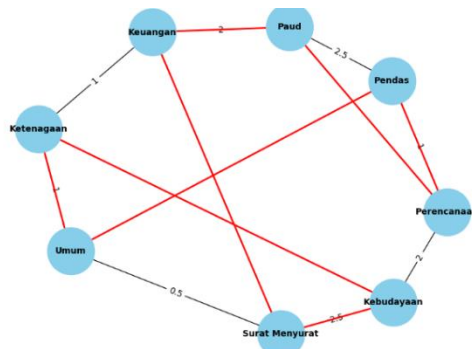 Keuangan
2
Paud
2.5
Pendas
1
Ketenagaan
1
1
Perencanaa
Umum
2
0.5
Kebudayaan
2.5
Surat Menyurat